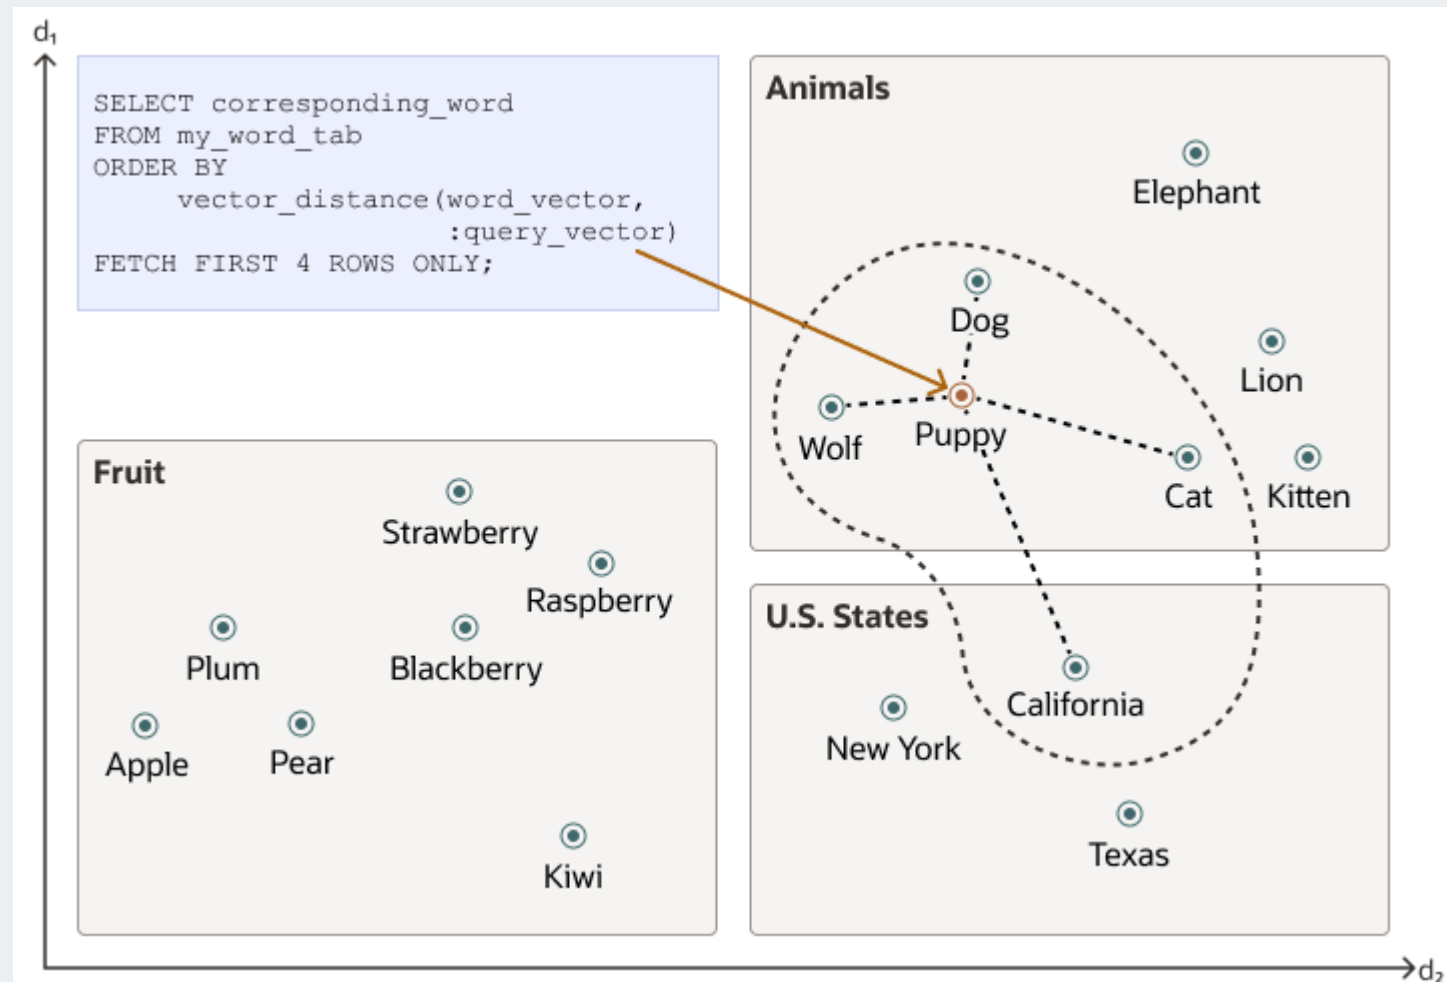 d₁
SELECT corresponding_word
FROM my_word_tab
ORDER BY
vector_distance(word_vector,
:query_vector)
FETCH FIRST 4 ROWS ONLY;
Animals
Elephant
Dog
Lion
Wolf
Puppy
Cat
Kitten
Fruit
Strawberry
Raspberry
Plum
Blackberry
Apple
Pear
Kiwi
U.S. States
California
New York
Texas
d₂